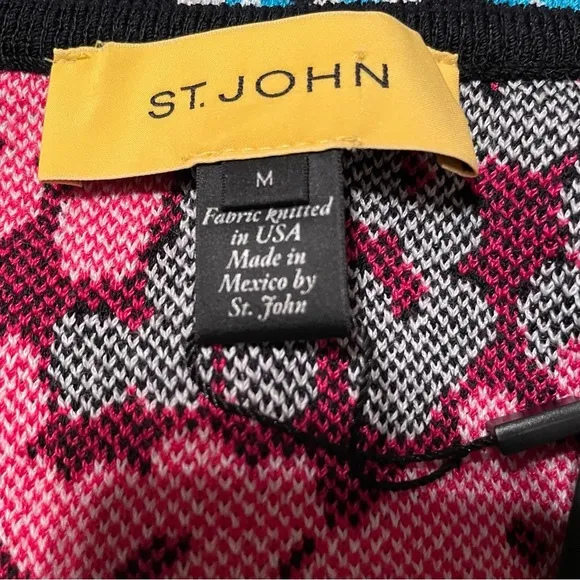 ST. JOHN
M
Fabric knitted
in USA
Made in
Mexico by
St. John